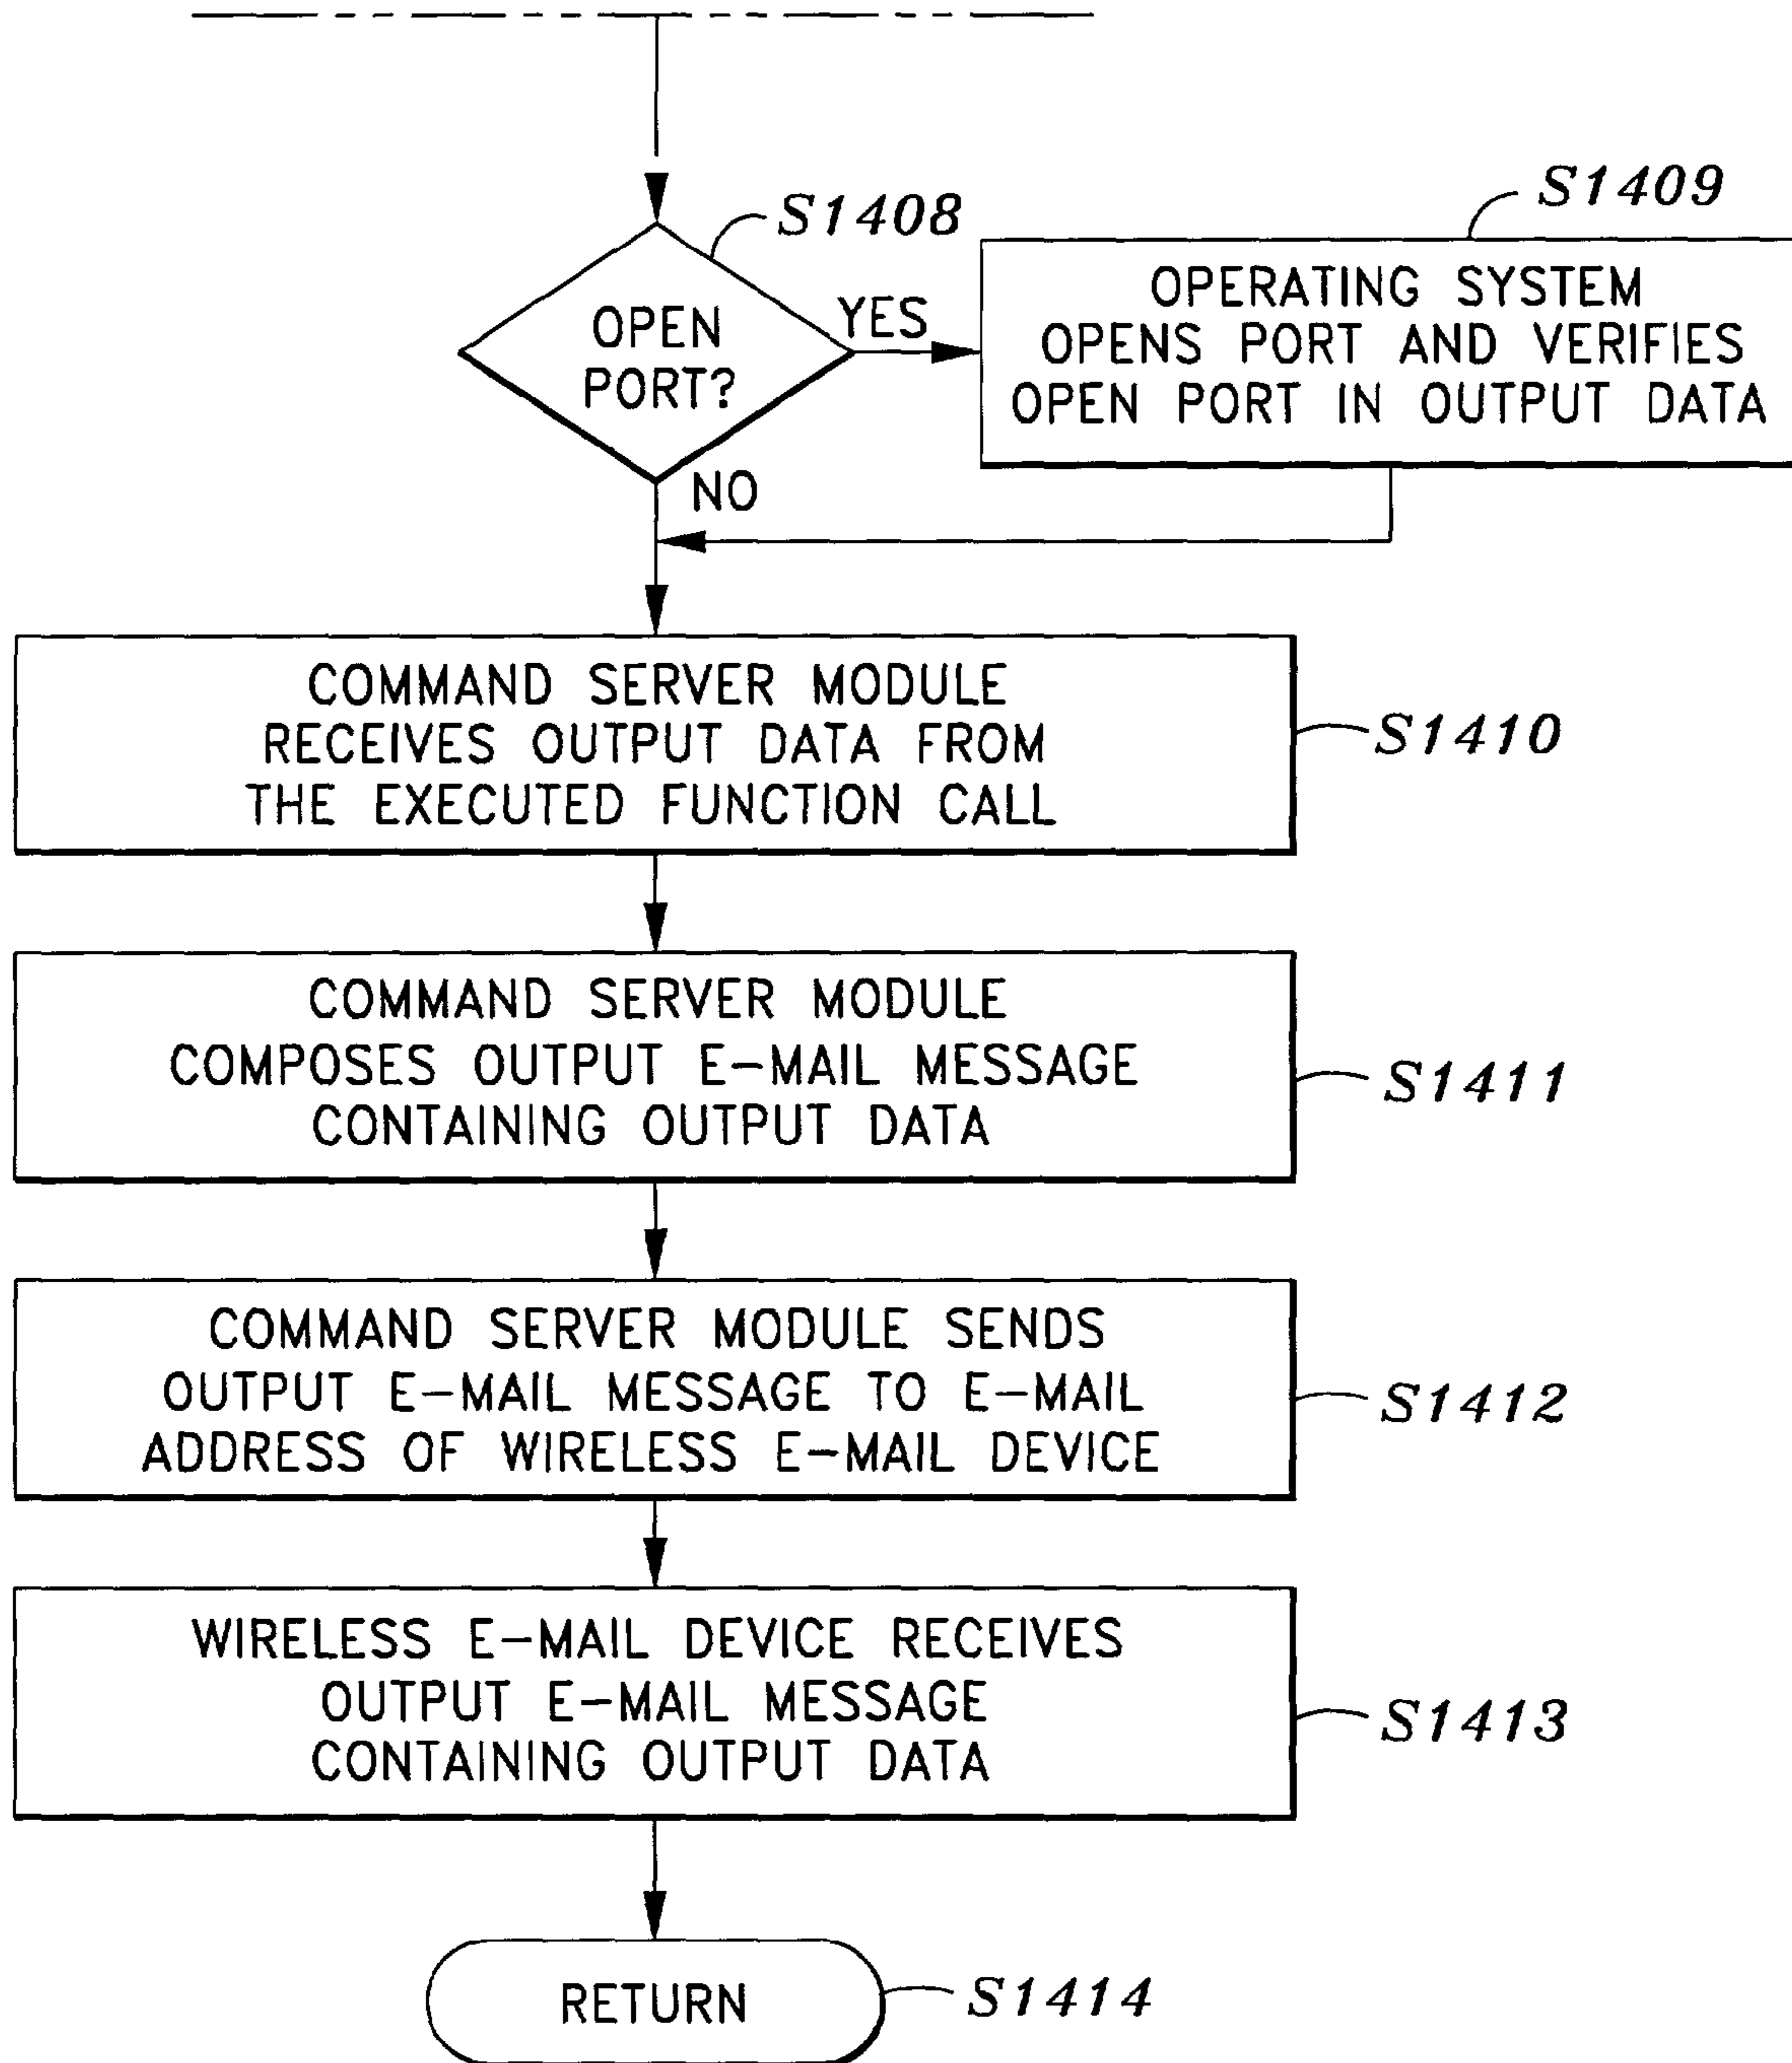 S1408
OPEN
PORT?
YES
NO
S1409
OPERATING SYSTEM
OPENS PORT AND VERIFIES
OPEN PORT IN OUTPUT DATA
COMMAND SERVER MODULE
RECEIVES OUTPUT DATA FROM
THE EXECUTED FUNCTION CALL
S1410
COMMAND SERVER MODULE
COMPOSES OUTPUT E-MAIL MESSAGE
CONTAINING OUTPUT DATA
S1411
COMMAND SERVER MODULE SENDS
OUTPUT E-MAIL MESSAGE TO E-MAIL
ADDRESS OF WIRELESS E-MAIL DEVICE
S1412
WIRELESS E-MAIL DEVICE RECEIVES
OUTPUT E-MAIL MESSAGE
CONTAINING OUTPUT DATA
S1413
RETURN
S1414